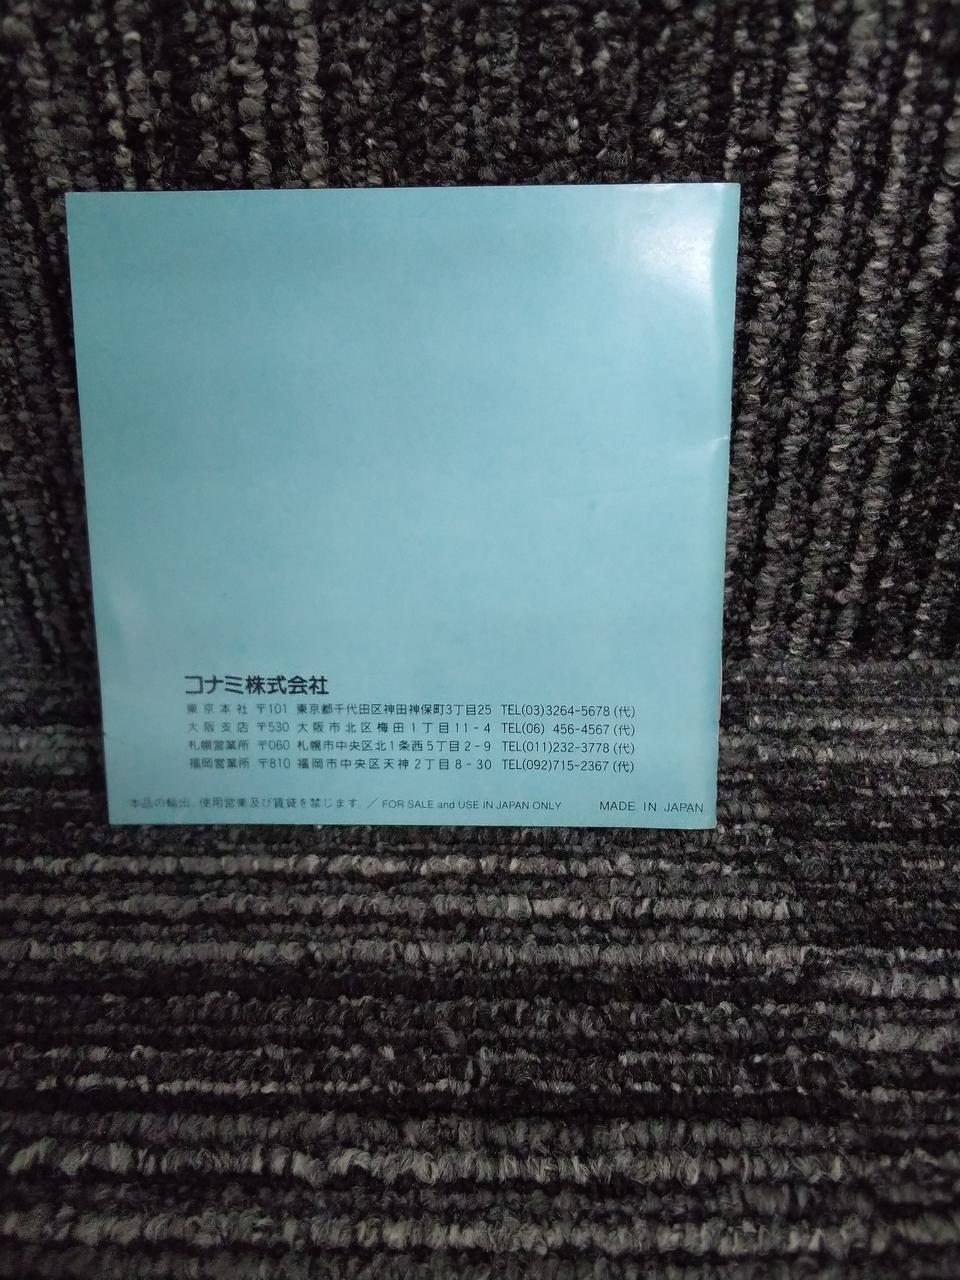 コナミ株式会社
東京本社 〒101 東京都千代田区神田神保町3丁目25 TEL(03)3264-5678(代)
大阪支店 〒530 大阪市北区梅田1丁目11-4 TEL(06) 456-4567(代)
札幌営業所 〒060 札幌市中央区北1条西5丁目2-9 TEL(011)232-3778(代)
福岡営業所 〒810 福岡市中央区天神2丁目8-30 TEL(092)715-2367(代)
本品の輸出、使用営業及び賃貸を禁じます。／FOR SALE and USE IN JAPAN ONLY MADE IN JAPAN